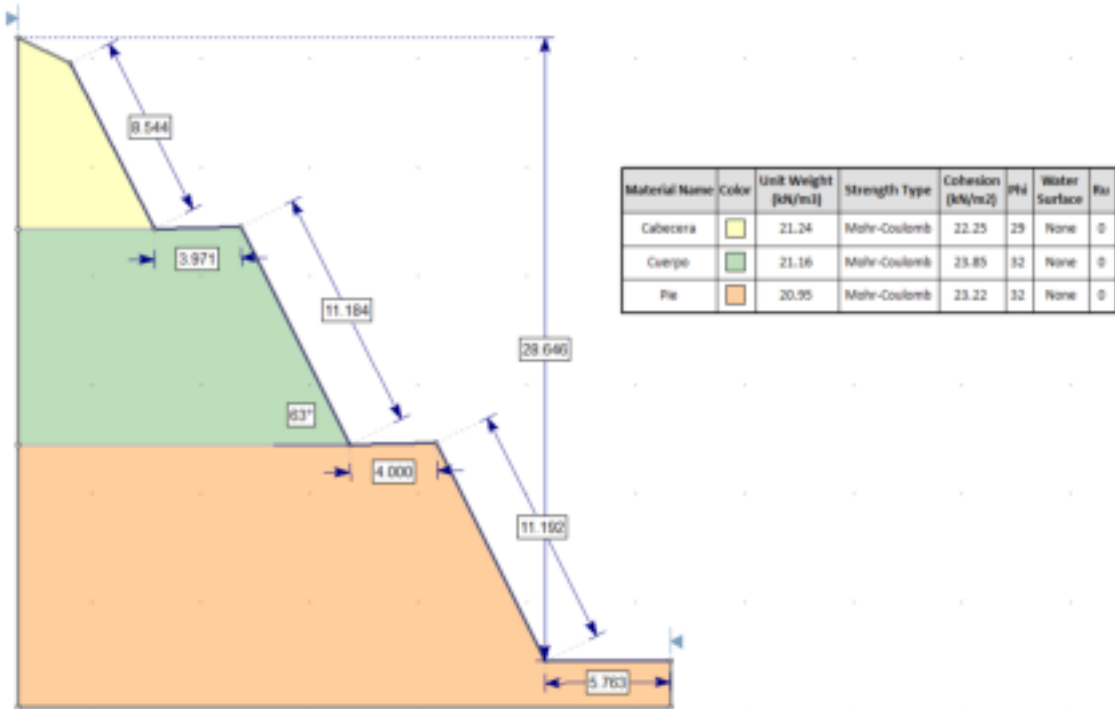 8.544
3.971
11.184
28.646
63°
4.000
11.192
5.763
Material Name Color Unit Weight (kN/m3) Strength Type Cohesion (kN/m2) Phi Water Surface Ru
Cabecera 21.24 Mohr-Coulomb 22.25 29 None 0
Cuerpo 21.16 Mohr-Coulomb 23.85 32 None 0
Pie 20.95 Mohr-Coulomb 23.22 32 None 0